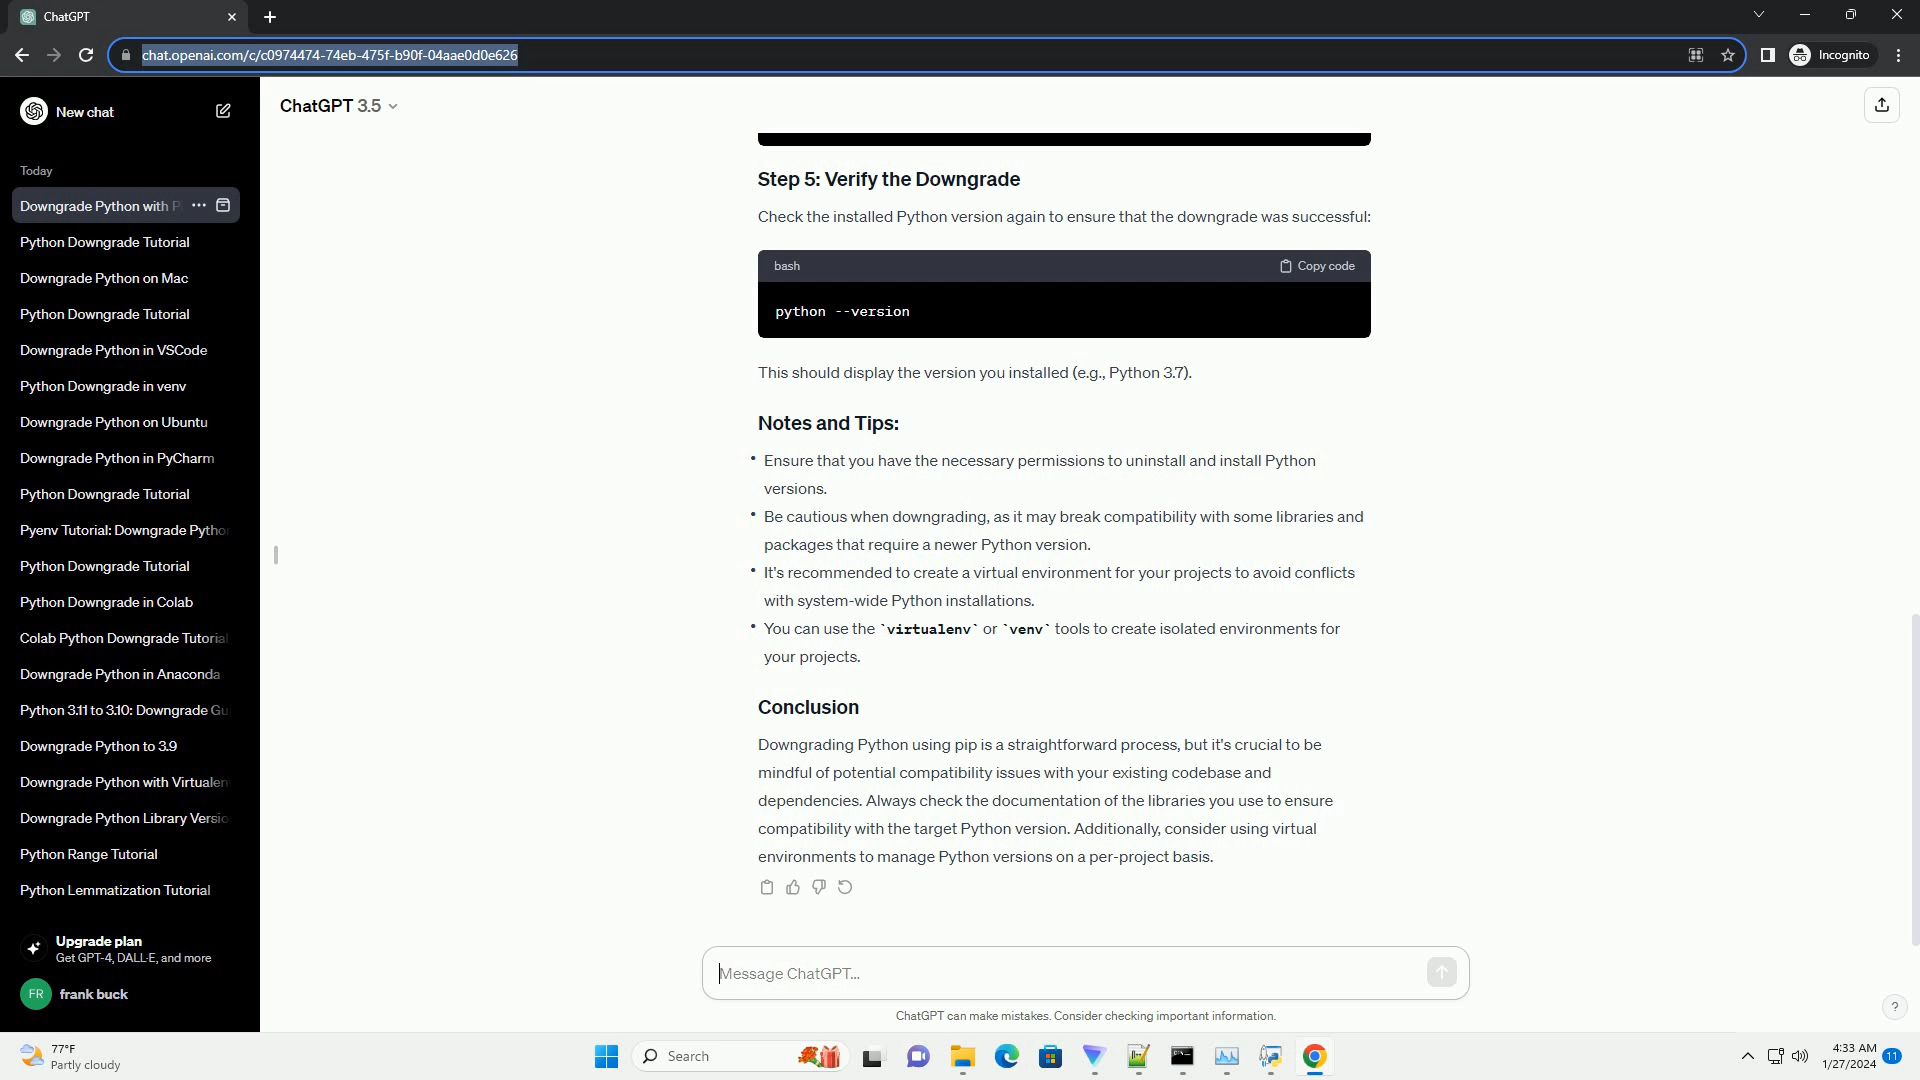 ChatGPT
chat.openai.com/c/c0974474-74eb-475f-b90f-04aae0d0e626
Incognito
New chat
Today
Downgrade Python with P
Python Downgrade Tutorial
Downgrade Python on Mac
Python Downgrade Tutorial
Downgrade Python in VSCode
Python Downgrade in venv
Downgrade Python on Ubuntu
Downgrade Python in PyCharm
Python Downgrade Tutorial
Pyenv Tutorial: Downgrade Python
Python Downgrade Tutorial
Python Downgrade in Colab
Colab Python Downgrade Tutorial
Downgrade Python in Anaconda
Python 3.11 to 3.10: Downgrade Gu
Downgrade Python to 3.9
Downgrade Python with Virtualen
Downgrade Python Library Versio
Python Range Tutorial
Python Lemmatization Tutorial
Upgrade plan
Get GPT-4, DALL·E, and more
FR
frank buck
ChatGPT 3.5
Step 5: Verify the Downgrade
Check the installed Python version again to ensure that the downgrade was successful:
bash
Copy code
python --version
This should display the version you installed (e.g., Python 3.7).
Notes and Tips:
• Ensure that you have the necessary permissions to uninstall and install Python
versions.
• Be cautious when downgrading, as it may break compatibility with some libraries and
packages that require a newer Python version.
• It's recommended to create a virtual environment for your projects to avoid conflicts
with system-wide Python installations.
• You can use the `virtualenv` or `venv` tools to create isolated environments for
your projects.
Conclusion
Downgrading Python using pip is a straightforward process, but it's crucial to be
mindful of potential compatibility issues with your existing codebase and
dependencies. Always check the documentation of the libraries you use to ensure
compatibility with the target Python version. Additionally, consider using virtual
environments to manage Python versions on a per-project basis.
Message ChatGPT...
ChatGPT can make mistakes. Consider checking important information.
?
77°F
Partly cloudy
Search
4:33 AM
1/27/2024
11